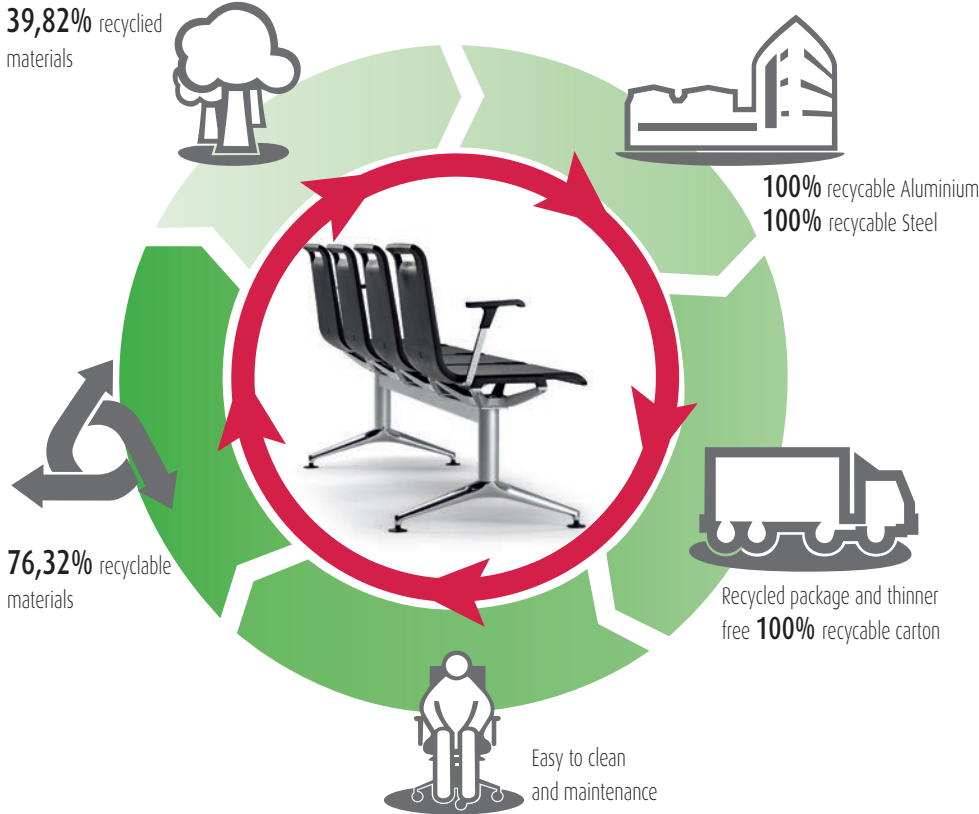 39,82% recyclied
materials
100% recycable Aluminium
100% recycable Steel
76,32% recyclable
materials
Recycled package and thinner
free 100% recycable carton
Easy to clean
and maintenance